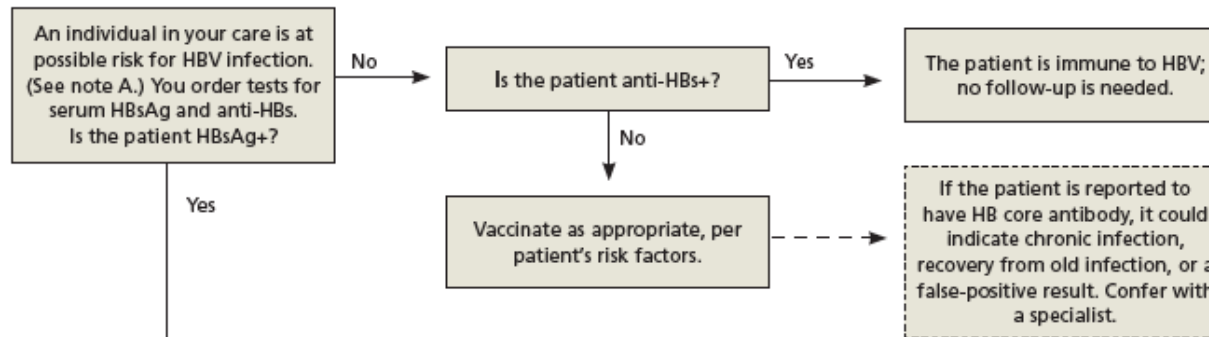 An individual in your care is at
possible risk for HBV infection.
(See note A.) You order tests for
serum HBsAg and anti-HBs.
Is the patient HBsAg+?
No
Is the patient anti-HBs+?
Yes
The patient is immune to HBV;
no follow-up is needed.
No
Yes
Vaccinate as appropriate, per
patient's risk factors.
If the patient is reported to
have HB core antibody, it could
indicate chronic infection,
recovery from old infection, or a
false-positive result. Confer with
a specialist.